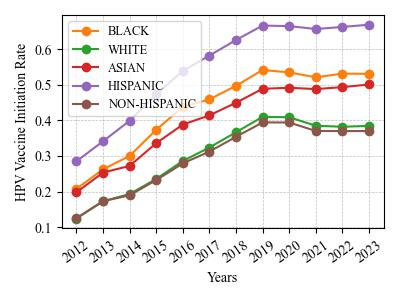 HPV Vaccine Initiation Rate
0.6
0.5
0.4
0.3
0.2
0.1
BLACK
WHITE
ASIAN
HISPANIC
NON-HISPANIC
2012 2013 2014 2015 2016 2017 2018 2019 2020 2021 2022 2023
Years